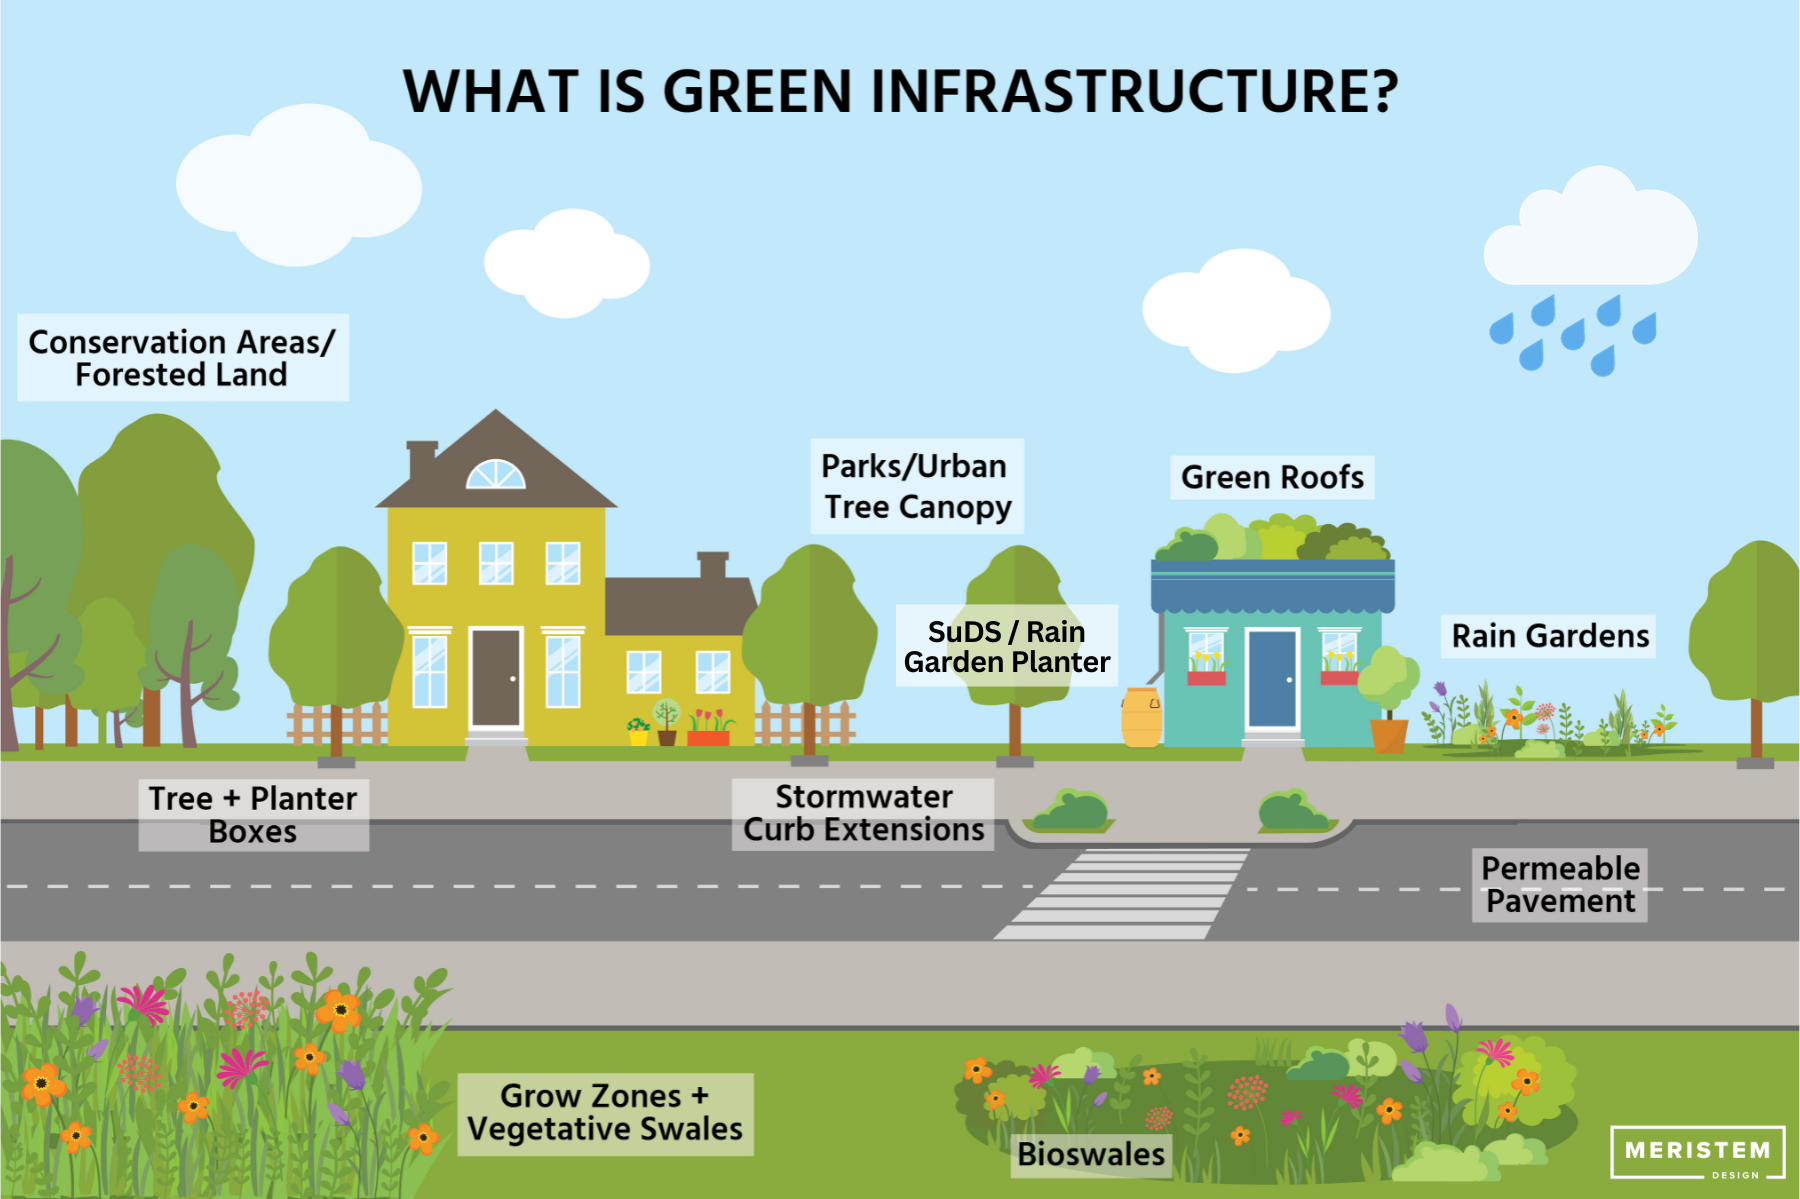 WHAT IS GREEN INFRASTRUCTURE?
Conservation Areas/
Forested Land
Parks/Urban
Tree Canopy
Green Roofs
SuDS / Rain
Garden Planter
Rain Gardens
Tree + Planter
Boxes
Stormwater
Curb Extensions
Permeable
Pavement
Grow Zones +
Vegetative Swales
Bioswales
MERISTEM
DESIGN